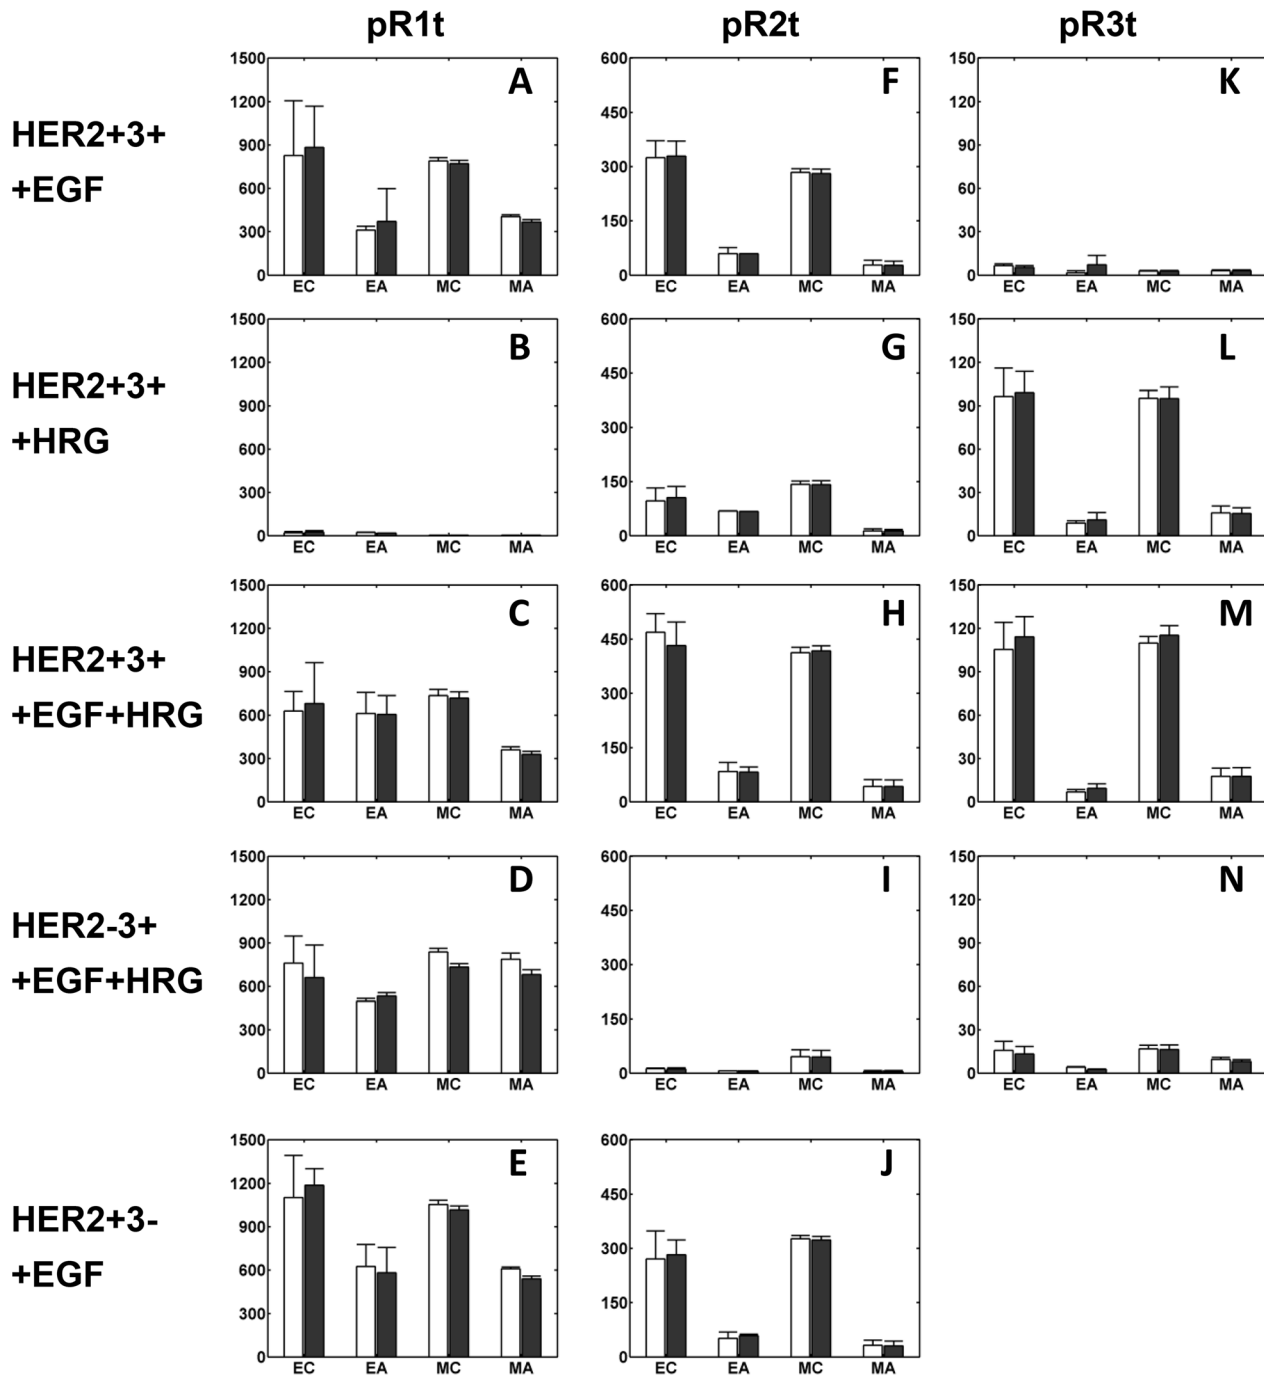 pR1t pR2t pR3t
HER2+3+
+EGF
A
1500
1200
900
600
300
0
EC EA MC MA
F
600
450
300
150
0
EC EA MC MA
K
150
120
90
60
30
0
EC EA MC MA
HER2+3+
+HRG
B
1500
1200
900
600
300
0
EC EA MC MA
G
600
450
300
150
0
EC EA MC MA
L
150
120
90
60
30
0
EC EA MC MA
HER2+3+
+EGF+HRG
C
1500
1200
900
600
300
0
EC EA MC MA
H
600
450
300
150
0
EC EA MC MA
M
150
120
90
60
30
0
EC EA MC MA
HER2-3+
+EGF+HRG
D
1500
1200
900
600
300
0
EC EA MC MA
I
600
450
300
150
0
EC EA MC MA
N
150
120
90
60
30
0
EC EA MC MA
HER2+3-
+EGF
E
1500
1200
900
600
300
0
EC EA MC MA
J
600
450
300
150
0
EC EA MC MA